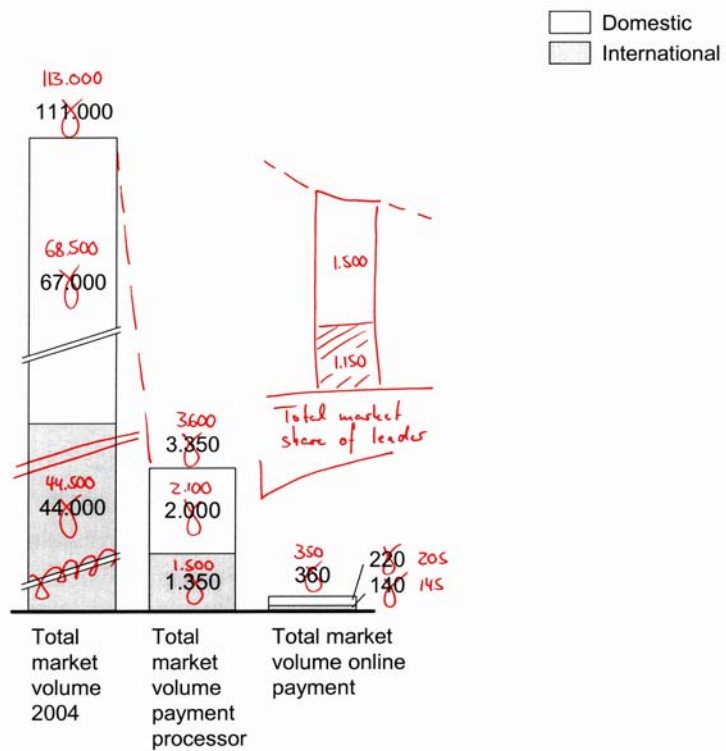 Domestic
International
113.000
111.000
68.500
67.000
44.500
44.000
3.600
3.350
2.100
2.000
1.500
1.350
1.500
1.150
Total market
share of leader
350
360
220 205
140 145
Total
market
volume
2004
Total
market
volume
payment
processor
Total market
volume online
payment